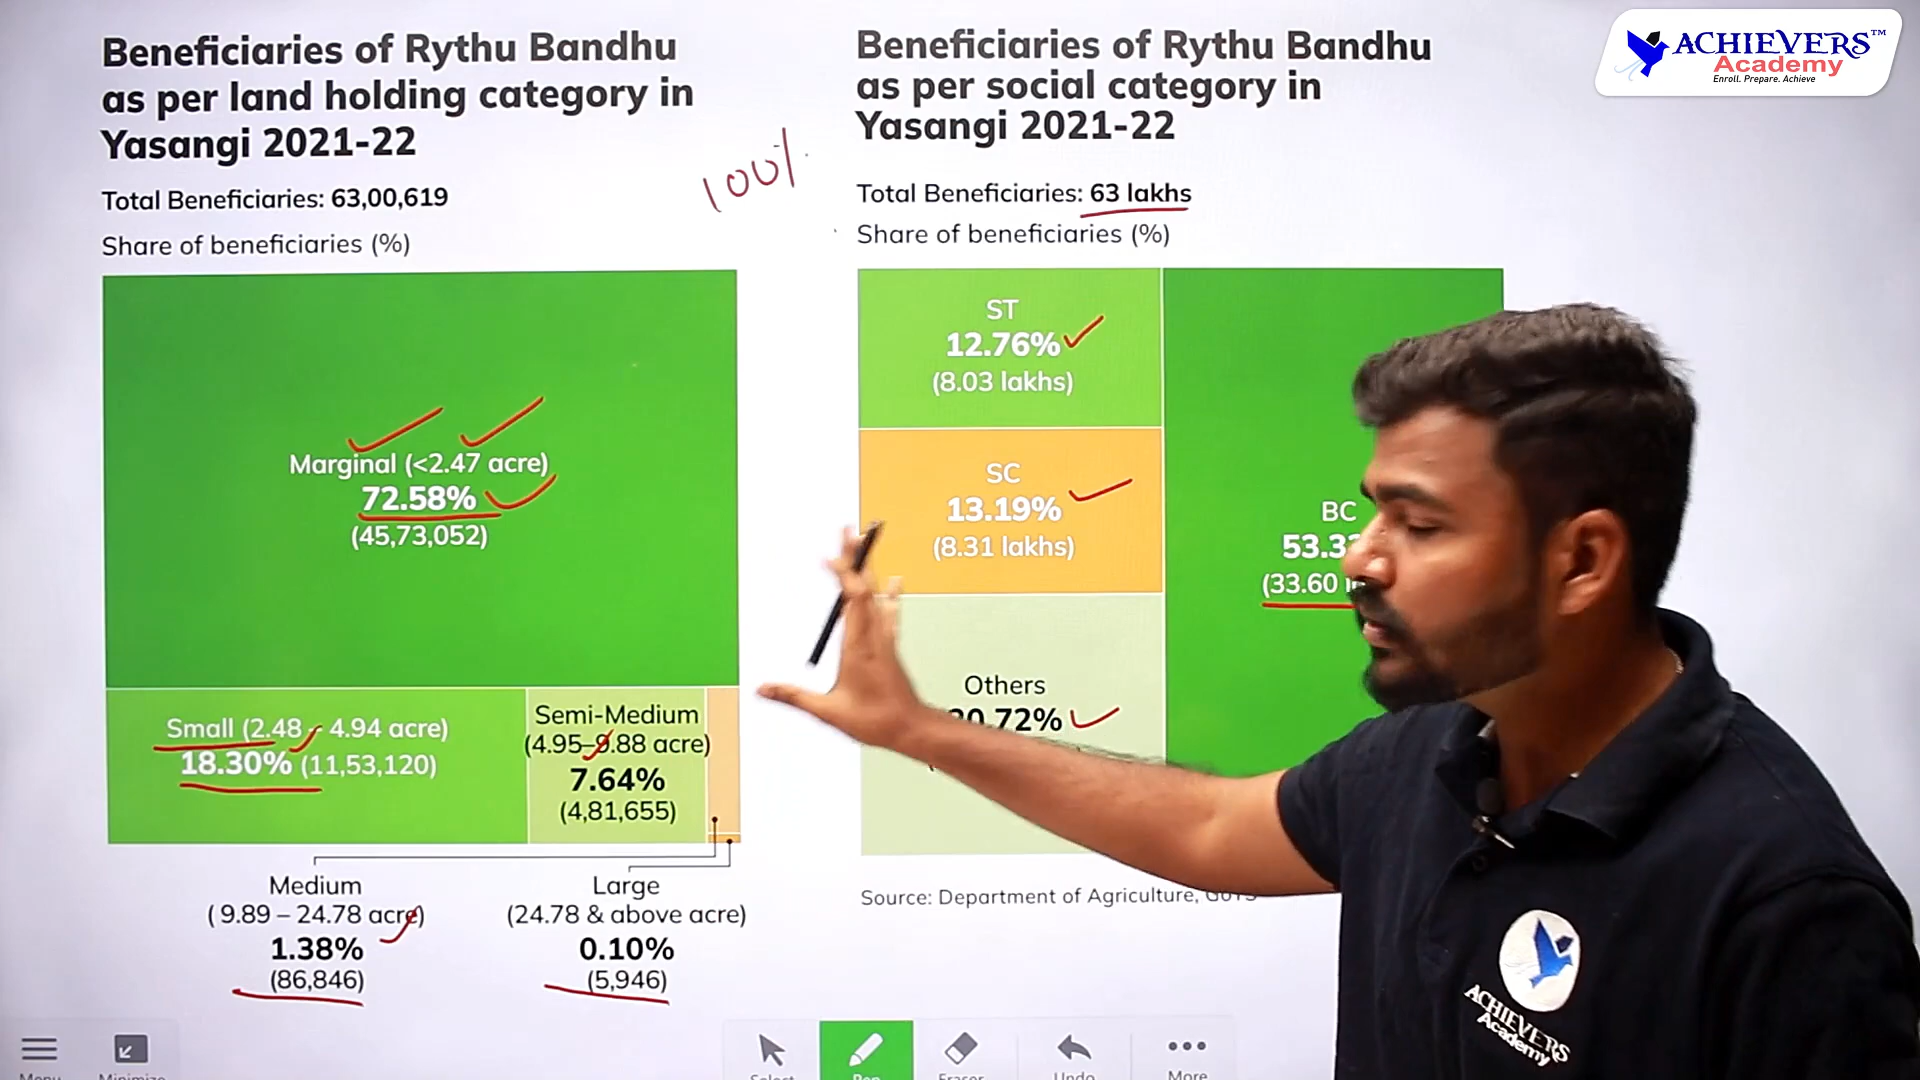 Beneficiaries of Rythu Bandhu
as per land holding category in
Yasangi 2021-22
Total Beneficiaries: 63,00,619
Share of beneficiaries (%)
Marginal (<2.47 acre)
72.58%
(45,73,052)
Small (2.48 – 4.94 acre)
18.30% (11,53,120)
Semi-Medium
(4.95–9.88 acre)
7.64%
(4,81,655)
Medium
( 9.89 – 24.78 acre)
1.38%
(86,846)
Large
(24.78 & above acre)
0.10%
(5,946)
100%
Beneficiaries of Rythu Bandhu
as per social category in
Yasangi 2021-22
Total Beneficiaries: 63 lakhs
Share of beneficiaries (%)
ST
12.76%
(8.03 lakhs)
SC
13.19%
(8.31 lakhs)
Others
BC
(33.60
Source: Department of Agriculture,
ACHIEVERS™
Academy
Enroll. Prepare. Achieve
ACHIEVERS
Academy
Menu
Minimize
Select
Pen
Eraser
Undo
More